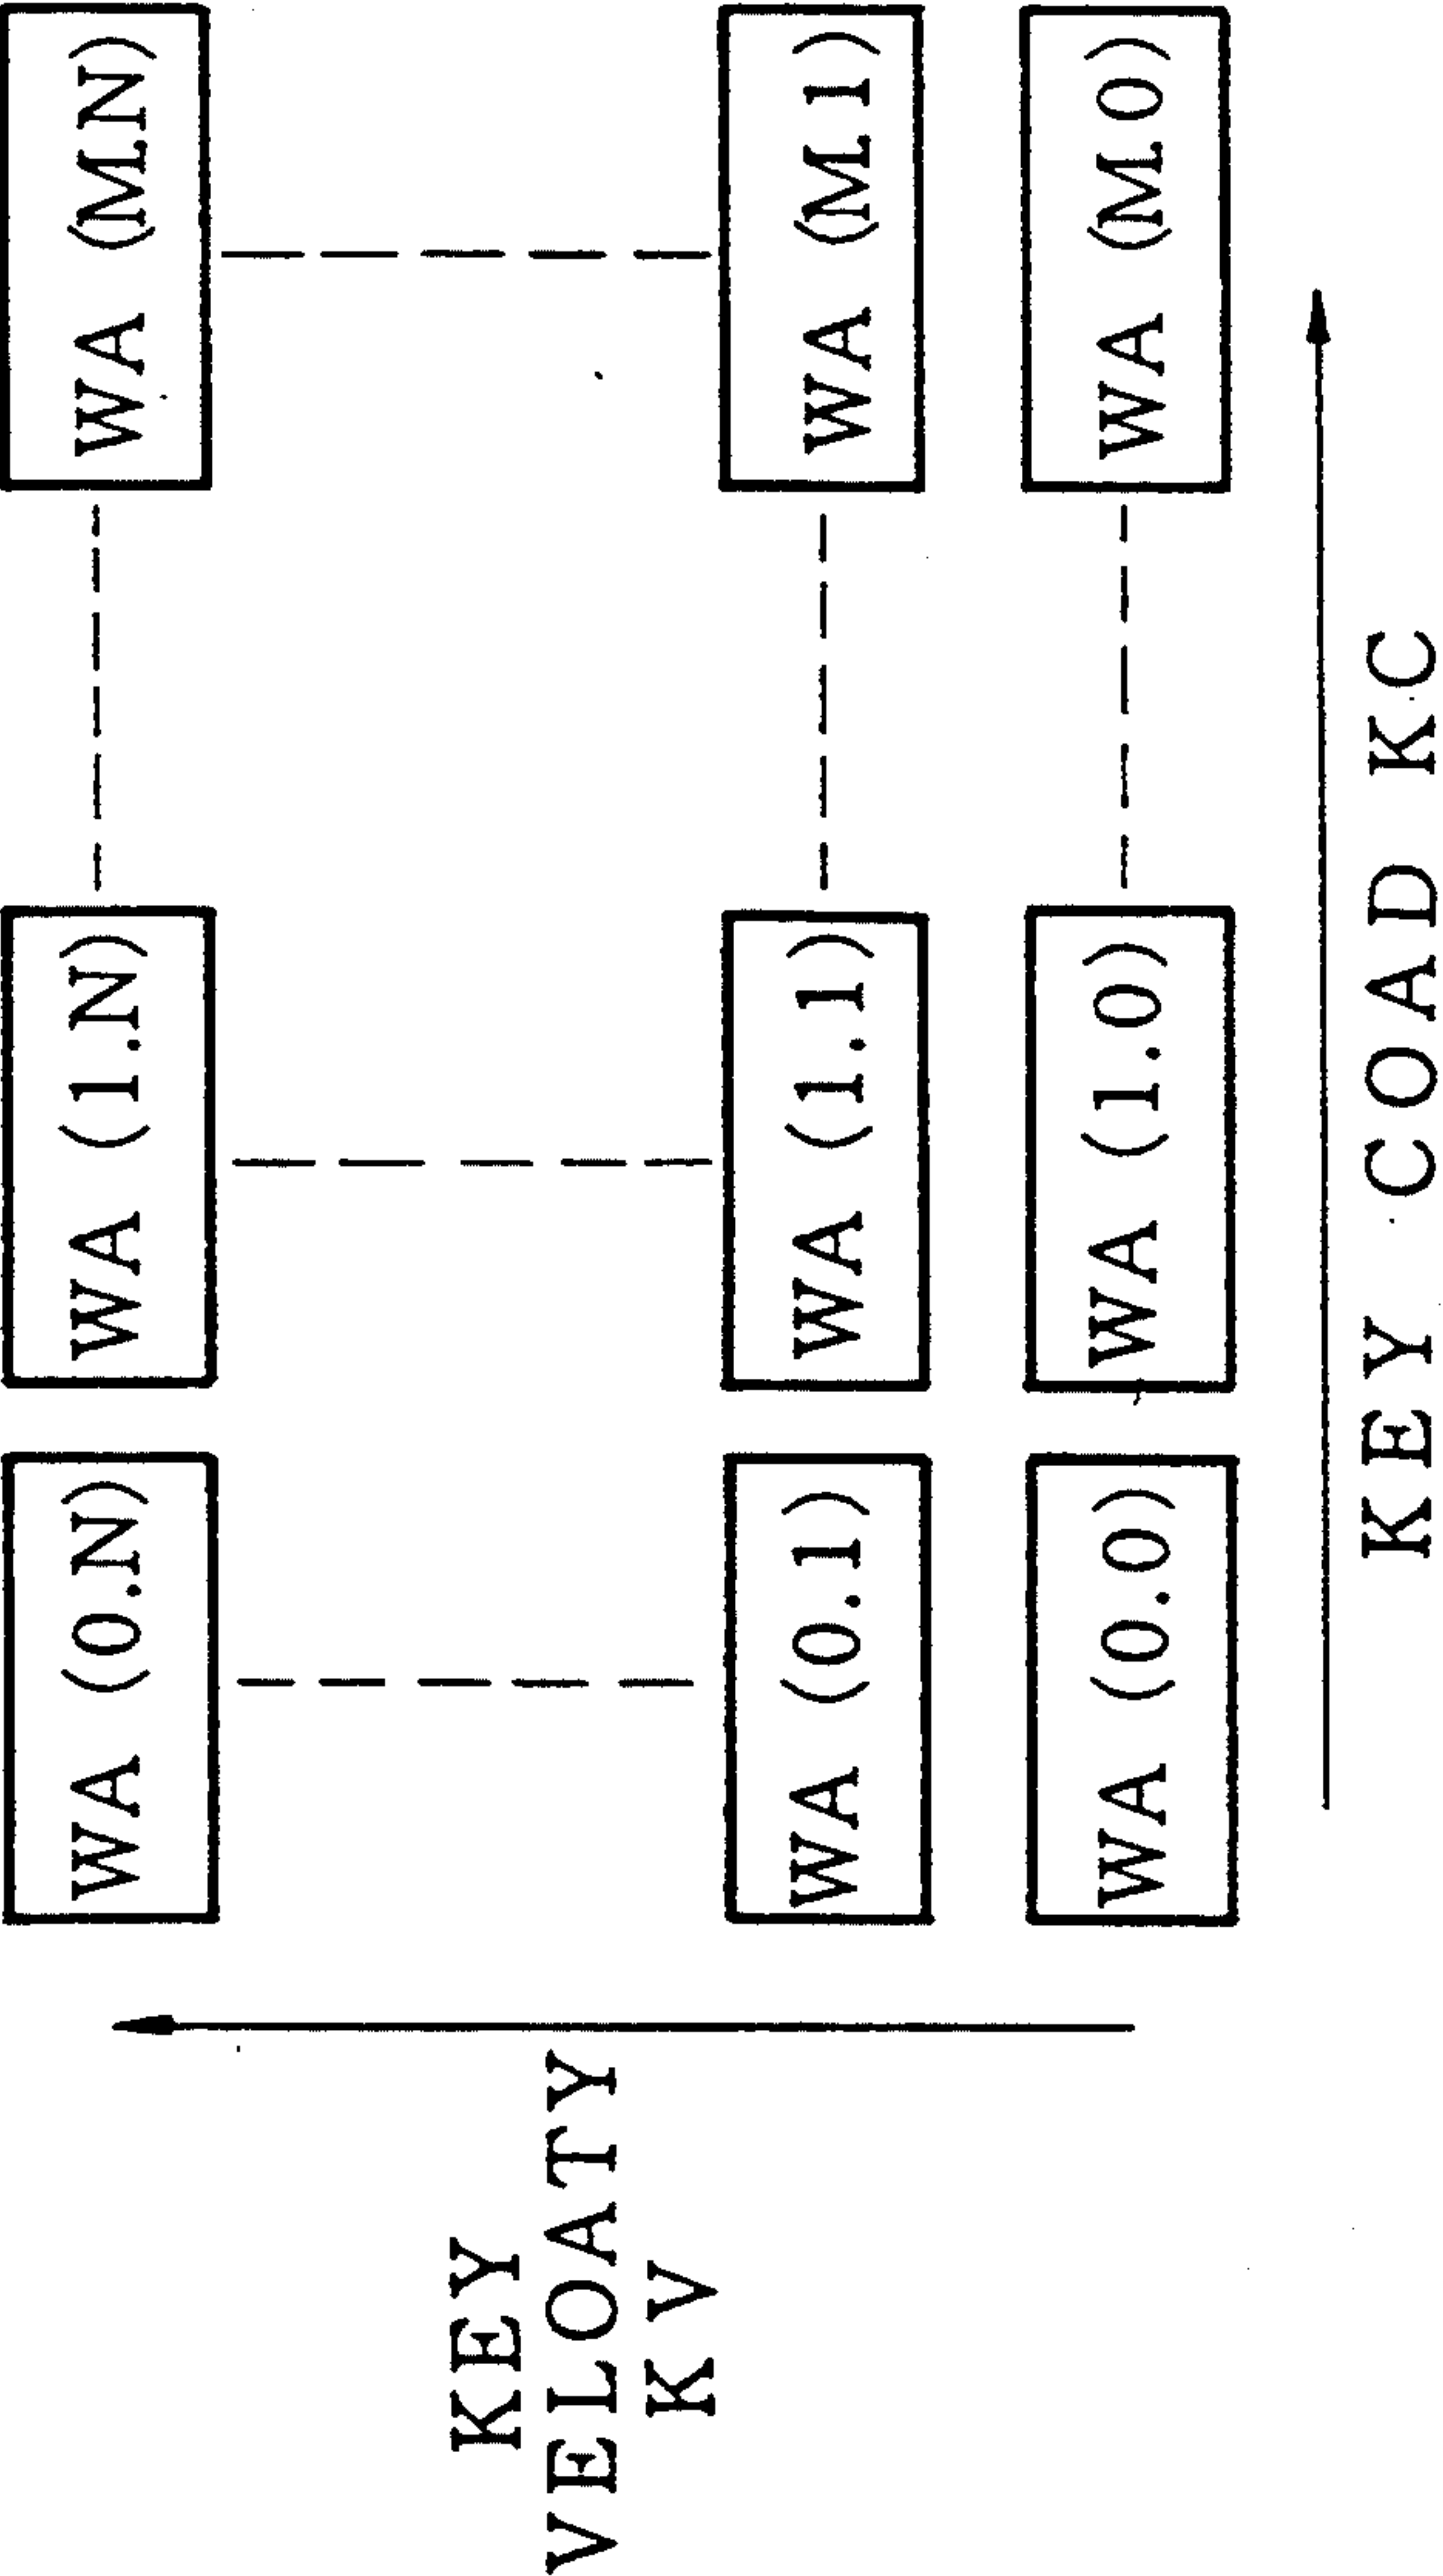 WA (0.N)
WA (1.N)
WA (MN)
KEY
VELOATY
KV
WA (0.1)
WA (1.1)
WA (M.1)
WA (0.0)
WA (1.0)
WA (M.0)
KEY COAD KC